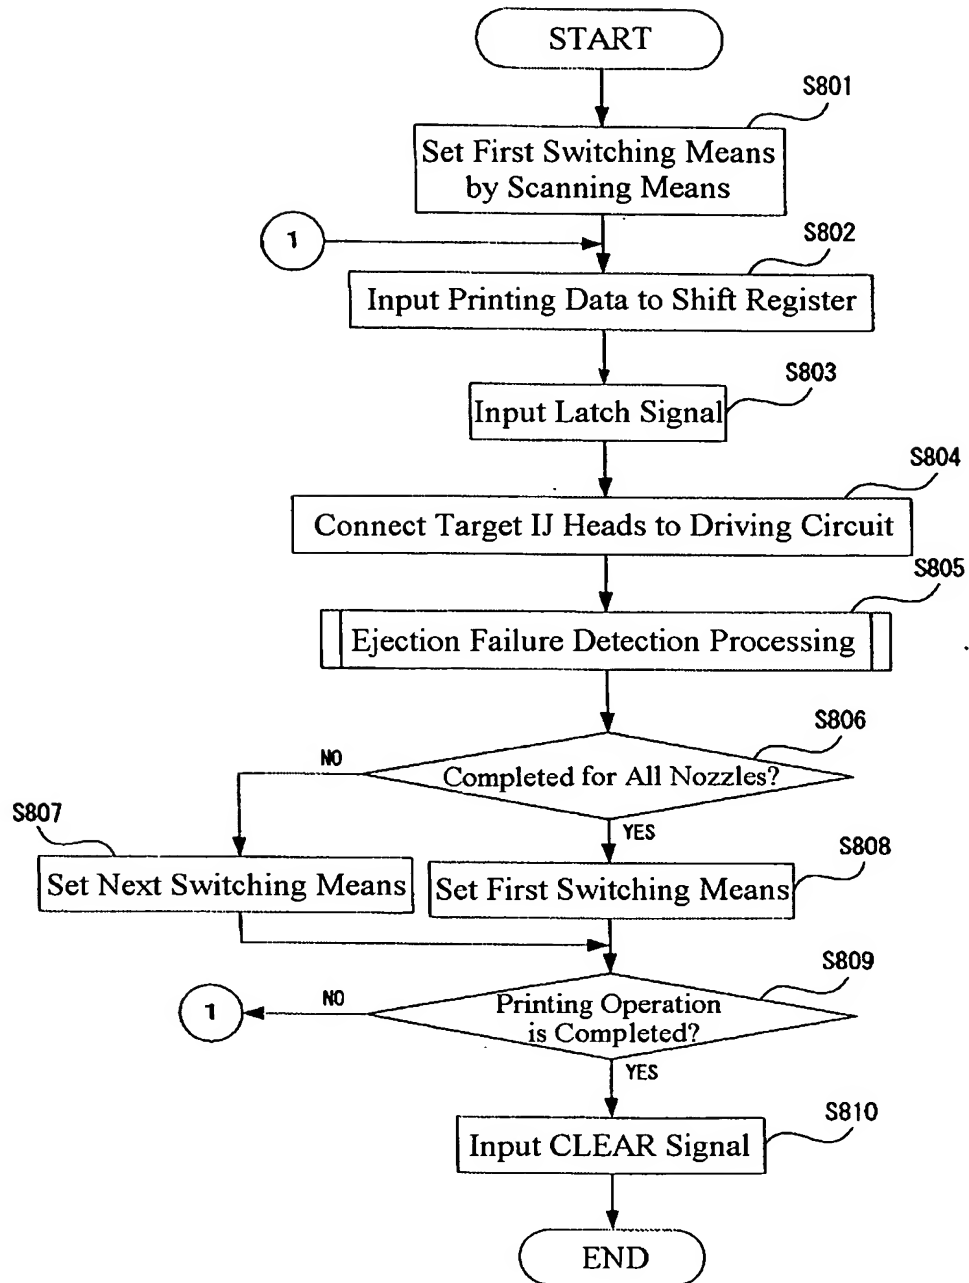 START
S801
Set First Switching Means
by Scanning Means
1
S802
Input Printing Data to Shift Register
S803
Input Latch Signal
S804
Connect Target IJ Heads to Driving Circuit
S805
Ejection Failure Detection Processing
S806
NO
Completed for All Nozzles?
S807
YES
S808
Set Next Switching Means
Set First Switching Means
S809
1
NO
Printing Operation
is Completed?
YES
S810
Input CLEAR Signal
END